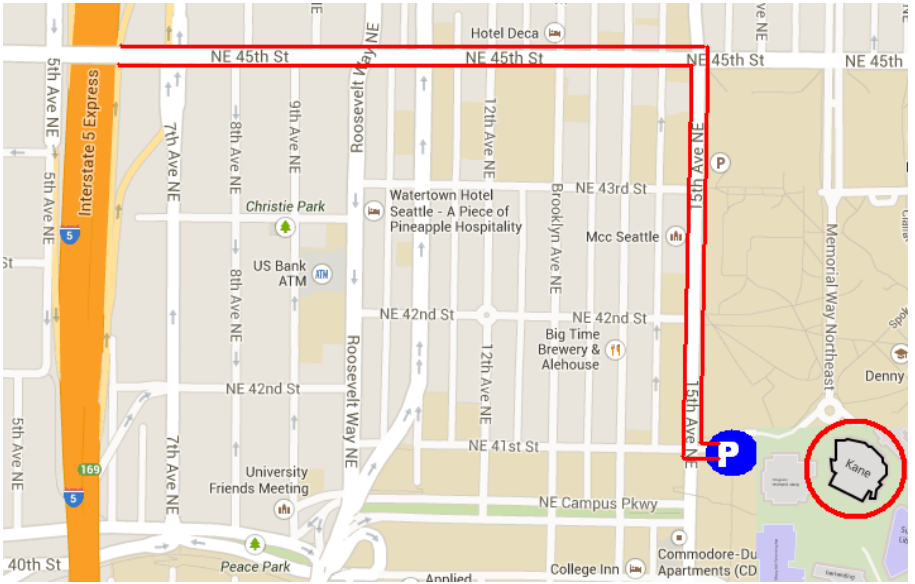 Hotel Deca
NE 45th St
NE 45th St
NE 45th St
NE 45th
5th Ave NE
Interstate 5 Express
7th Ave NE
8th Ave NE
9th Ave NE
Roosevelt Way NE
12th Ave NE
15th Ave NE
ve NE
P
5th Ave NE
Christie Park
Watertown Hotel
Seattle - A Piece of
Pineapple Hospitality
NE 43rd St
Brooklyn Ave NE
Mcc Seattle
Memorial Way Northeast
5
St
US Bank
ATM
ATM
8th Ave NE
NE 42nd St
NE 42nd St
Big Time
Brewery &
Alehouse
Spok
Denny
Roosevelt Way NE
12th Ave NE
NE 42nd St
15th Ave NE
5th Ave NE
7th Ave NE
NE 41st St
P
Kane
169
5
University
Friends Meeting
NE Campus Pkwy
40th St
Peace Park
Applied
College Inn
Commodore-Du
Apartments (CD